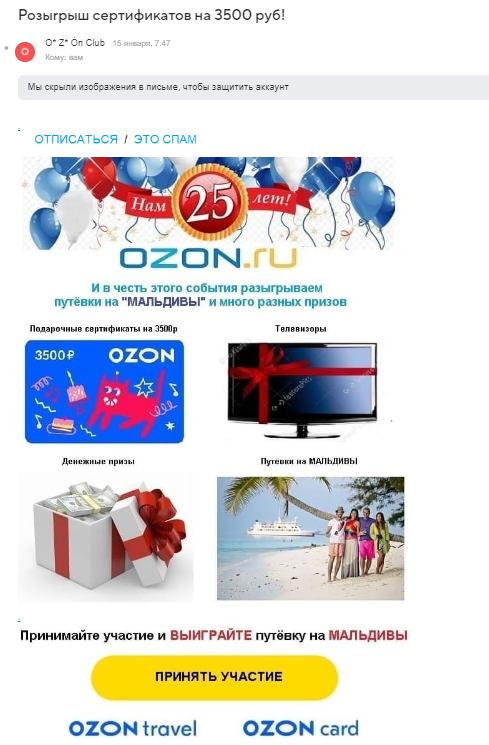 Розыгрыш сертификатов на 3500 руб!
O* Z* Ón Club 15 января, 7:47
Кому: вам
Мы скрыли изображения в письме, чтобы защитить аккаунт
ОТПИСАТЬСЯ / ЭТО СПАМ
Нам 25 лет!
OZON.ru
И в честь этого события разыгрываем
путёвки на "МАЛЬДИВЫ" и много разных призов
Подарочные сертификаты на 3500р
Телевизоры
3500₽ OZON
Денежные призы
Путёвки на МАЛЬДИВЫ
Принимайте участие и ВЫИГРАЙТЕ путёвку на МАЛЬДИВЫ
ПРИНЯТЬ УЧАСТИЕ
OZON travel
OZON card